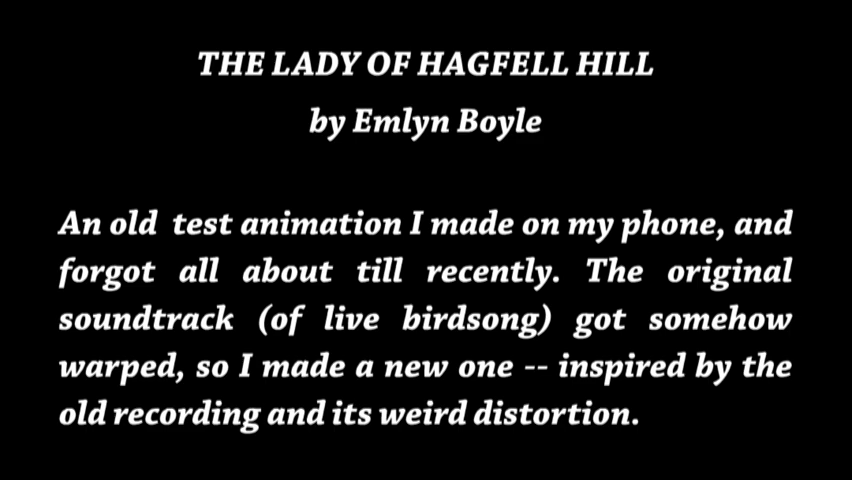 THE LADY OF HAGFELL HILL
by Emlyn Boyle
An old test animation I made on my phone, and
forgot all about till recently. The original
soundtrack (of live birdsong) got somehow
warped, so I made a new one -- inspired by the
old recording and its weird distortion.